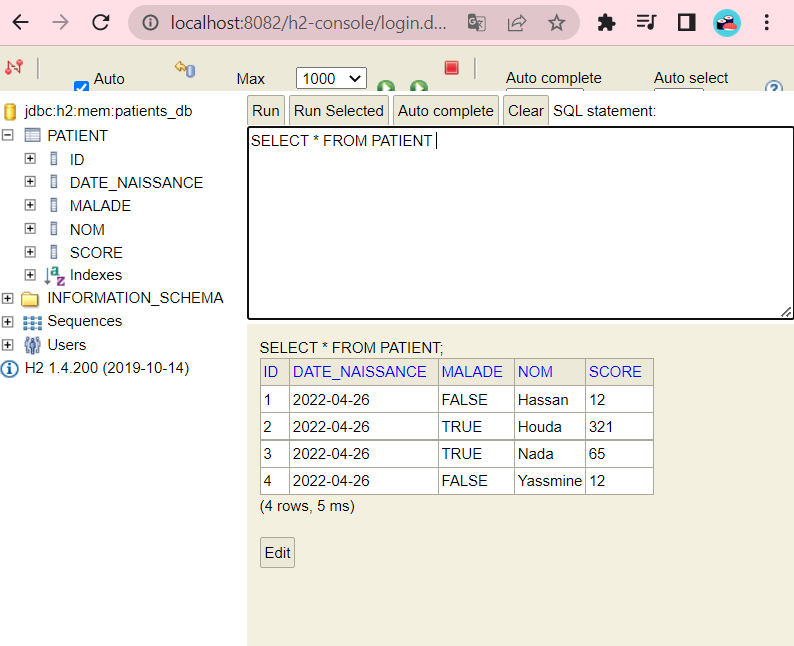 localhost:8082/h2-console/login.d...
Auto
Max
1000
Auto complete
Auto select
?
jdbc:h2:mem:patients_db
PATIENT
ID
DATE_NAISSANCE
MALADE
NOM
SCORE
Indexes
INFORMATION_SCHEMA
Sequences
Users
H2 1.4.200 (2019-10-14)
Run Run Selected Auto complete Clear SQL statement:
SELECT * FROM PATIENT
SELECT * FROM PATIENT;
ID DATE_NAISSANCE MALADE NOM SCORE
1 2022-04-26 FALSE Hassan 12
2 2022-04-26 TRUE Houda 321
3 2022-04-26 TRUE Nada 65
4 2022-04-26 FALSE Yassmine 12
(4 rows, 5 ms)
Edit